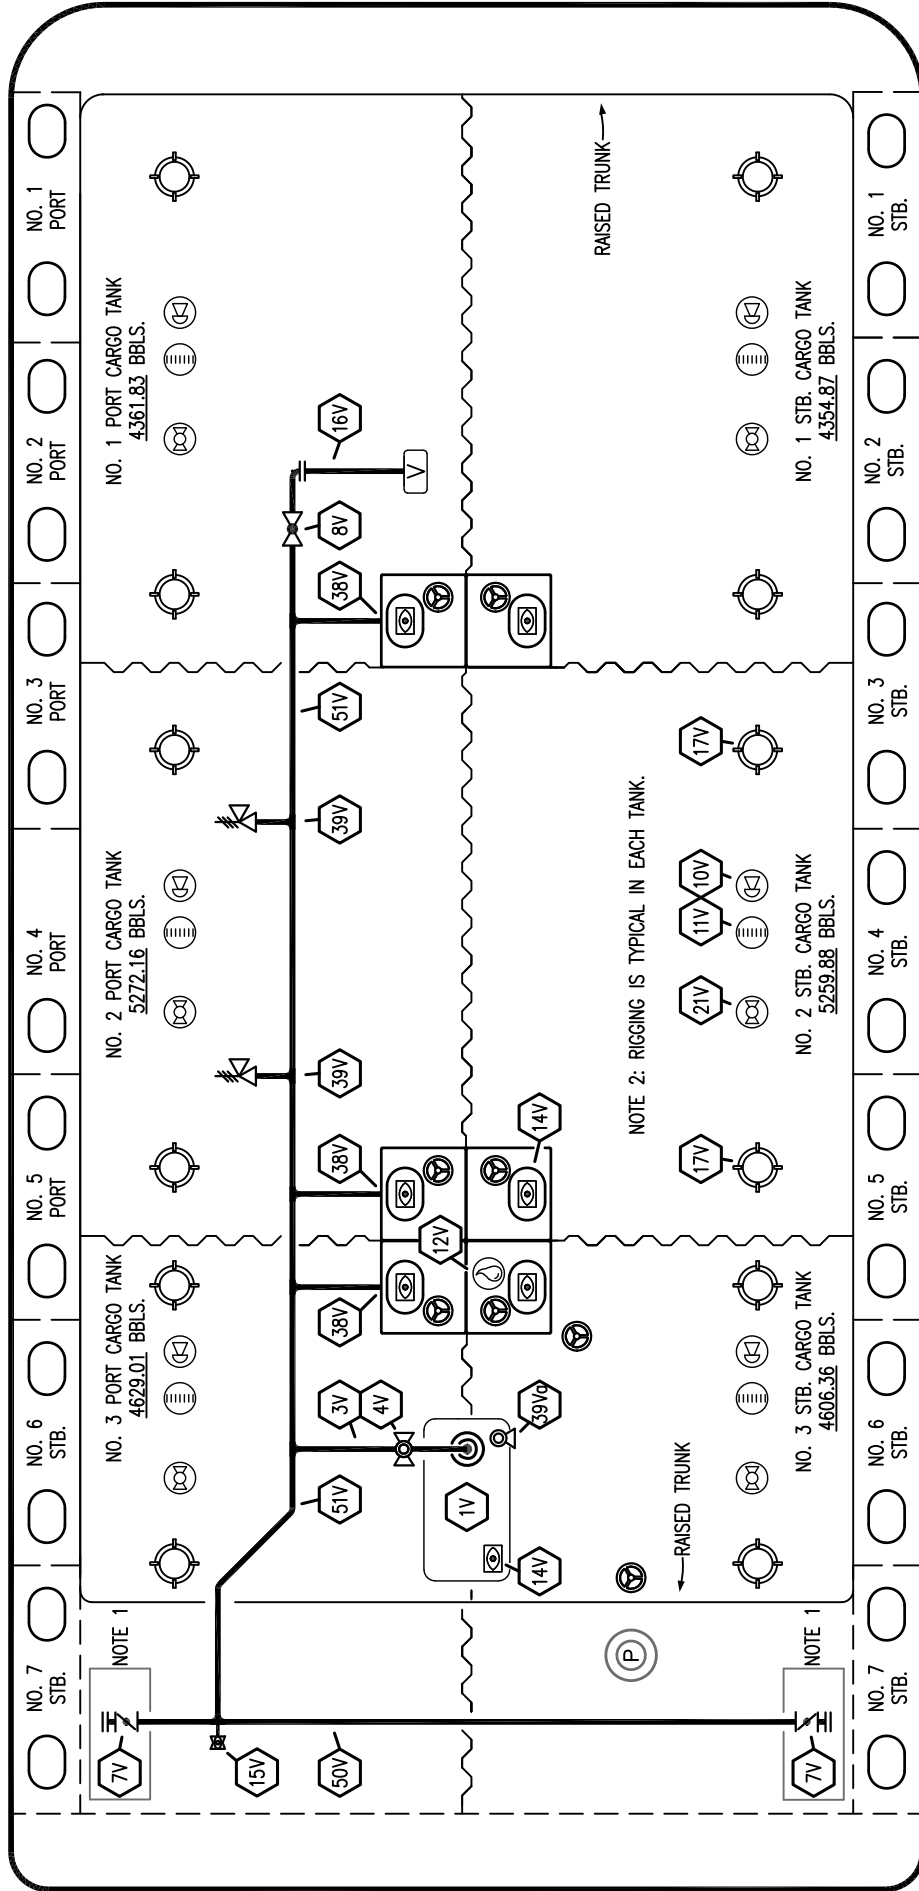 NO. 1
PORT
NO. 2
PORT
NO. 3
PORT
NO. 4
PORT
NO. 5
PORT
NO. 6
STB.
NO. 7
STB.
NO. 1 PORT CARGO TANK
4361.83 BBLS.
NO. 2 PORT CARGO TANK
5272.16 BBLS.
NO. 3 PORT CARGO TANK
4629.01 BBLS.
NOTE 1
7V
15V
50V
51V
3V
4V
38V
38V
39V
39V
51V
38V
8V
16V
V
1V
14V
39Va
12V
14V
RAISED TRUNK
RAISED TRUNK
P
NOTE 2: RIGGING IS TYPICAL IN EACH TANK.
17V
21V
11V
10V
17V
NO. 1 STB. CARGO TANK
4354.87 BBLS.
NO. 2 STB. CARGO TANK
5259.88 BBLS.
NO. 3 STB. CARGO TANK
4606.36 BBLS.
NOTE 1
7V
NO. 1
STB.
NO. 2
STB.
NO. 3
STB.
NO. 4
STB.
NO. 5
STB.
NO. 6
STB.
NO. 7
STB.